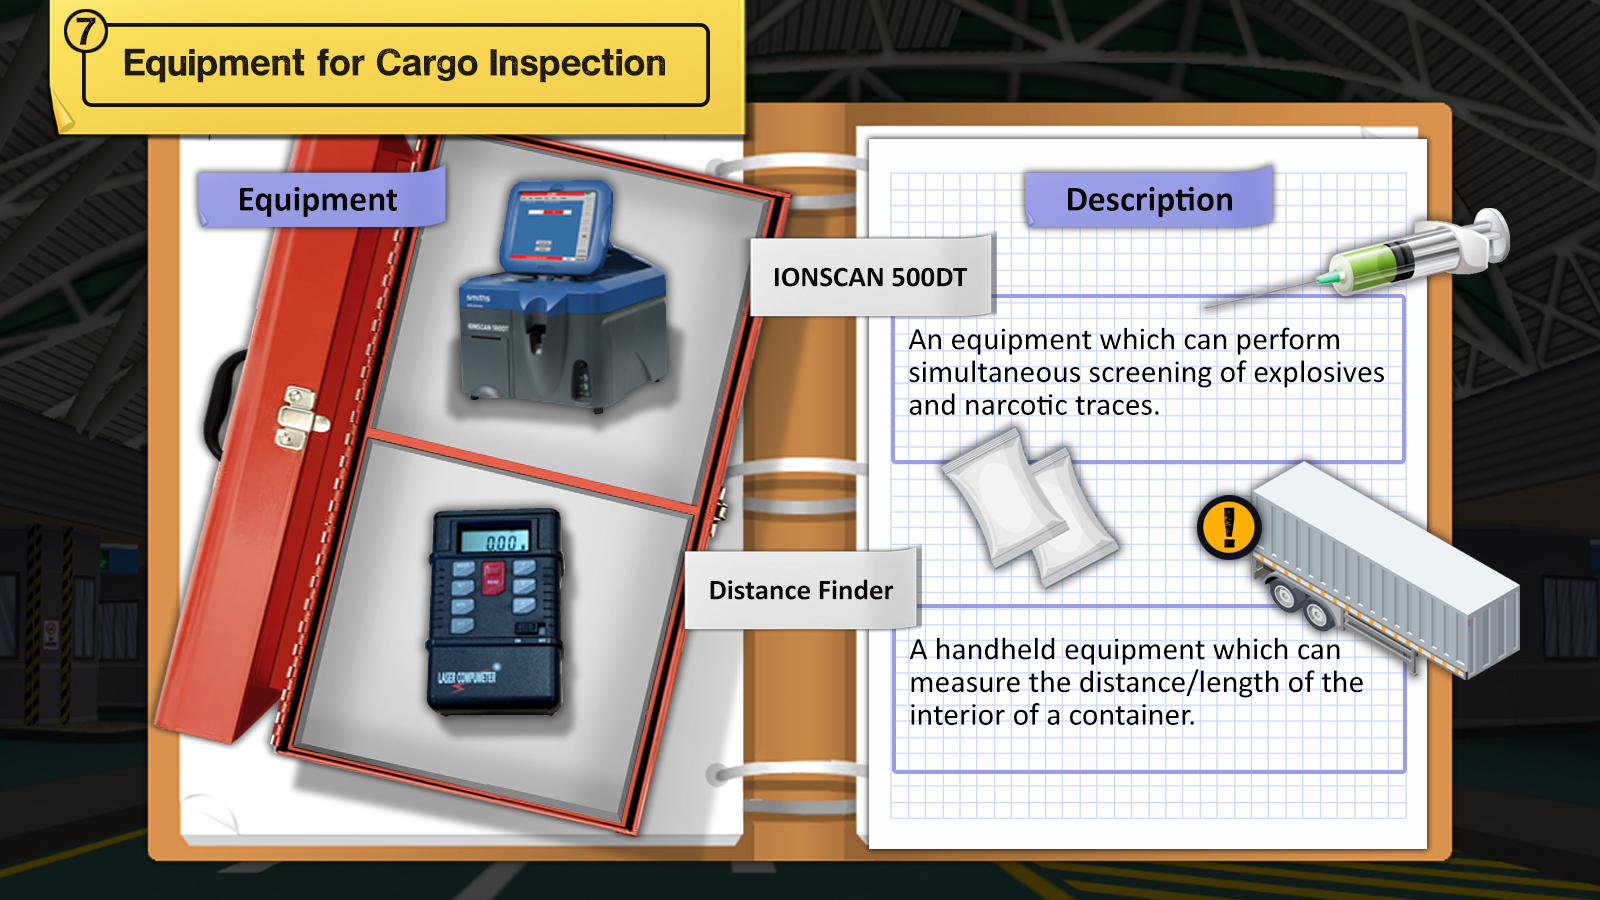 7
Equipment for Cargo Inspection
Equipment
Description
IONSCAN 500DT
An equipment which can perform
simultaneous screening of explosives
and narcotic traces.
smiths
IONSCAN 500DT
Distance Finder
A handheld equipment which can
measure the distance/length of the
interior of a container.
0.00
LASER COMPUMETER